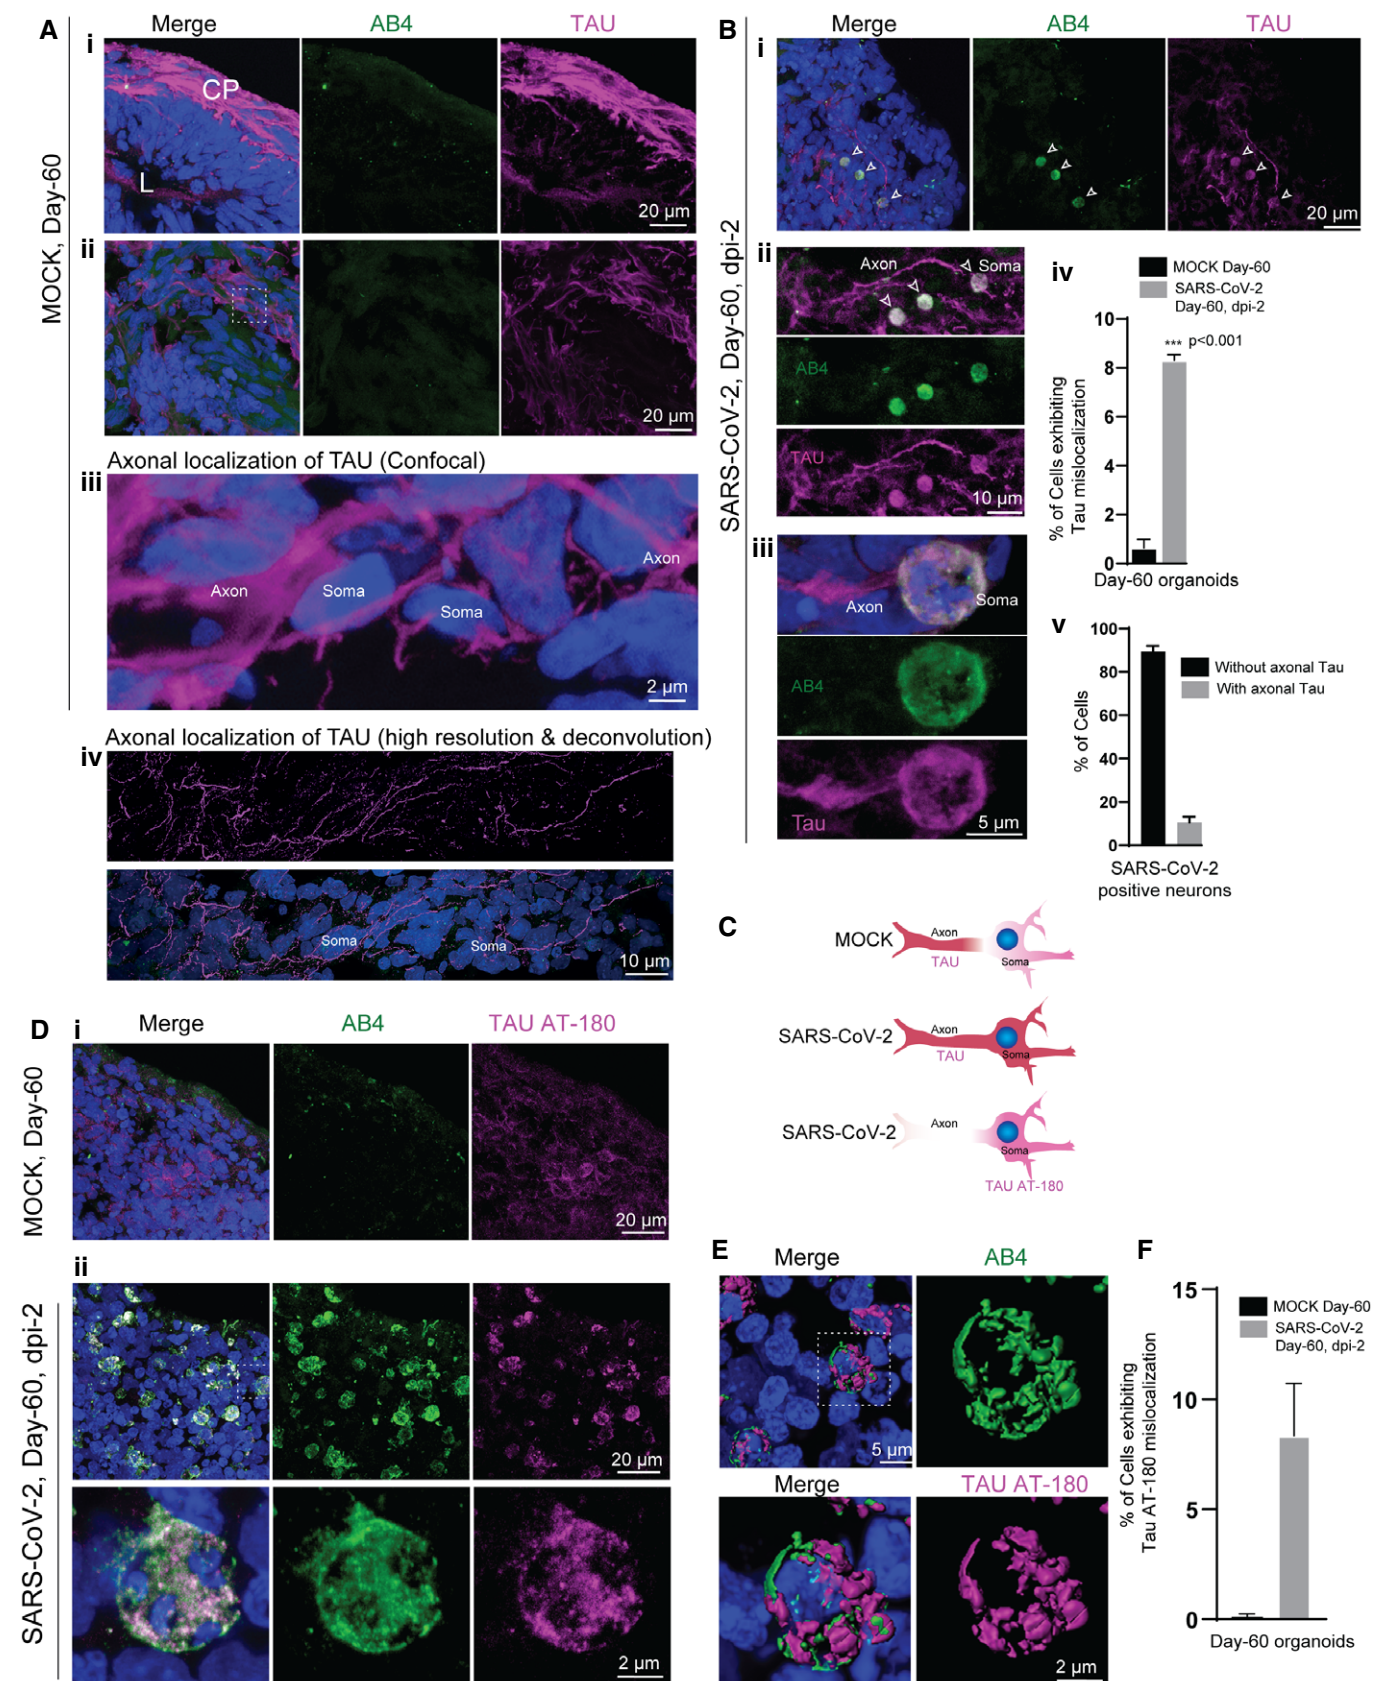 A
MOCK, Day-60
Merge
AB4
TAU
i
CP
L
20 µm
ii
20 µm
Axonal localization of TAU (Confocal)
iii
Axon
Soma
Soma
Axon
2 µm
Axonal localization of TAU (high resolution & deconvolution)
iv
Soma
Soma
10 µm
B
SARS-CoV-2, Day-60, dpi-2
Merge
AB4
TAU
i
20 µm
ii
Axon
Soma
AB4
TAU
10 µm
iii
Axon
Soma
AB4
Tau
5 µm
iv
MOCK Day-60
SARS-CoV-2
Day-60, dpi-2
% of Cells exhibiting
Tau mislocalization
10
8
6
4
2
0
*** p<0.001
Day-60 organoids
v
% of Cells
100
80
60
40
20
0
Without axonal Tau
With axonal Tau
SARS-CoV-2
positive neurons
C
MOCK
Axon
TAU
Soma
SARS-CoV-2
Axon
TAU
Soma
SARS-CoV-2
Axon
Soma
TAU AT-180
D
MOCK, Day-60
i
Merge
AB4
TAU AT-180
20 µm
SARS-CoV-2, Day-60, dpi-2
ii
20 µm
2 µm
E
Merge
AB4
5 µm
Merge
TAU AT-180
2 µm
F
% of Cells exhibiting
Tau AT-180 mislocalization
15
10
5
0
MOCK Day-60
SARS-CoV-2
Day-60, dpi-2
Day-60 organoids